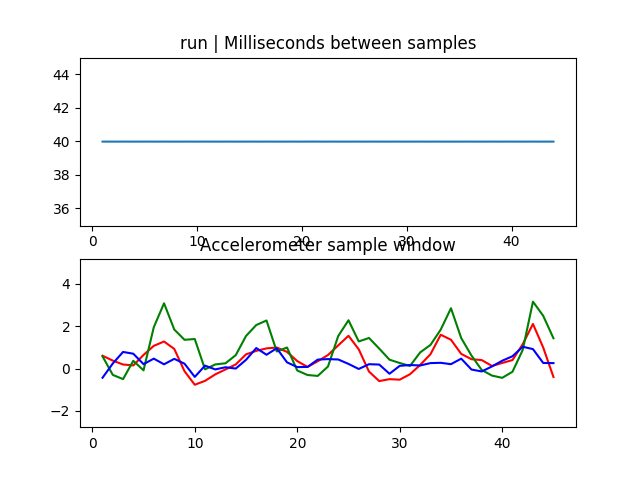 run | Milliseconds between samples
44
42
40
38
36
0 10 20 30 40
Accelerometer sample window
4
2
0
−2
0 10 20 30 40